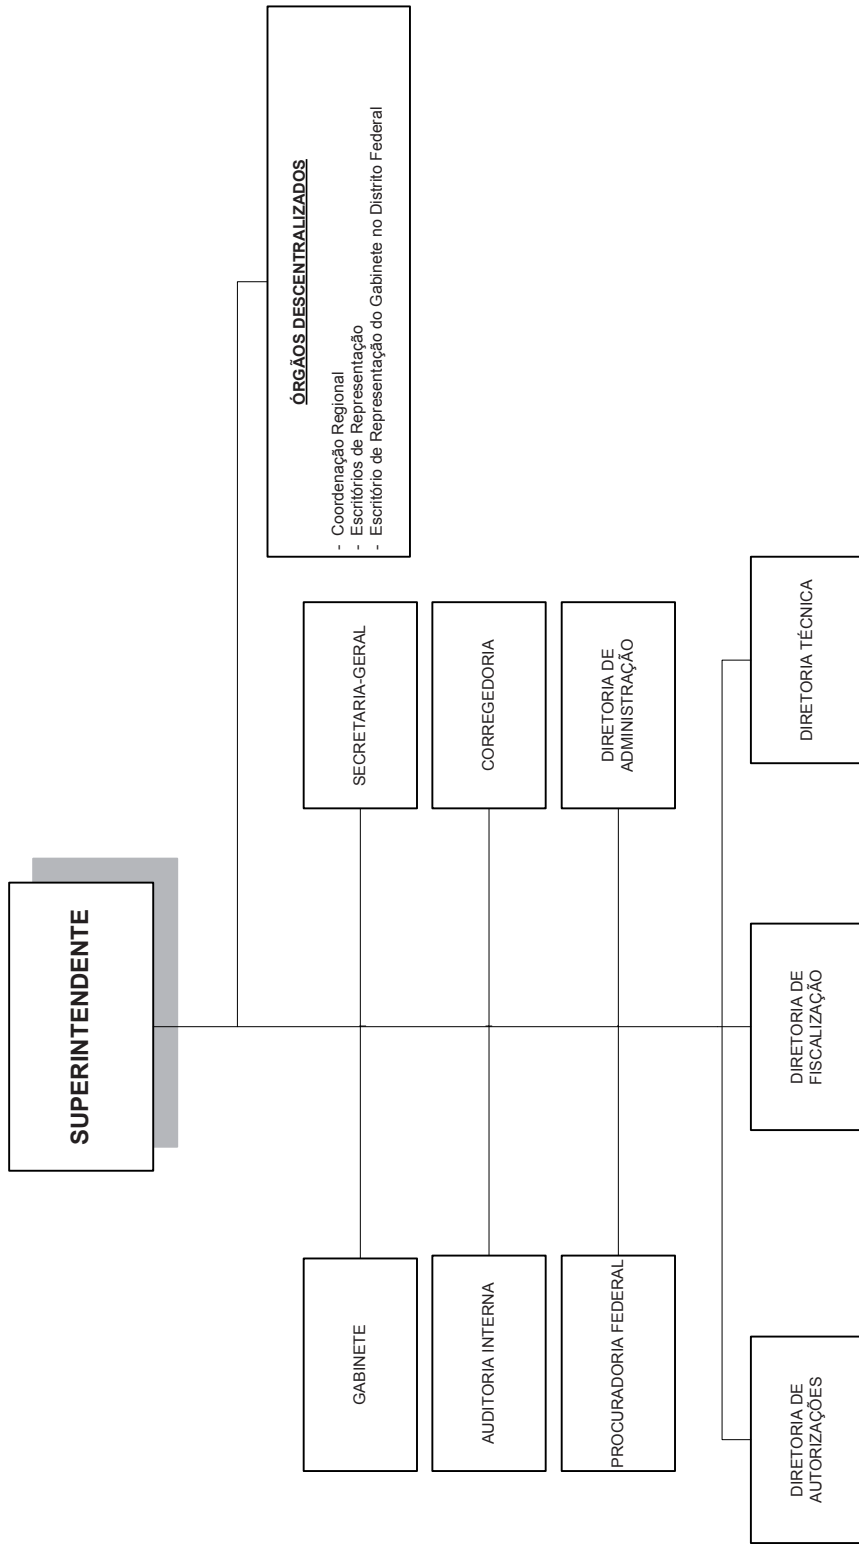 SUPERINTENDENTE
ÓRGÃOS DESCENTRALIZADOS
- Coordenação Regional
- Escritórios de Representação
- Escritório de Representação do Gabinete no Distrito Federal
GABINETE
SECRETARIA-GERAL
AUDITORIA INTERNA
CORREGEDORIA
PROCURADORIA FEDERAL
DIRETORIA DE
ADMINISTRAÇÃO
DIRETORIA DE
AUTORIZAÇÕES
DIRETORIA DE
FISCALIZAÇÃO
DIRETORIA TÉCNICA